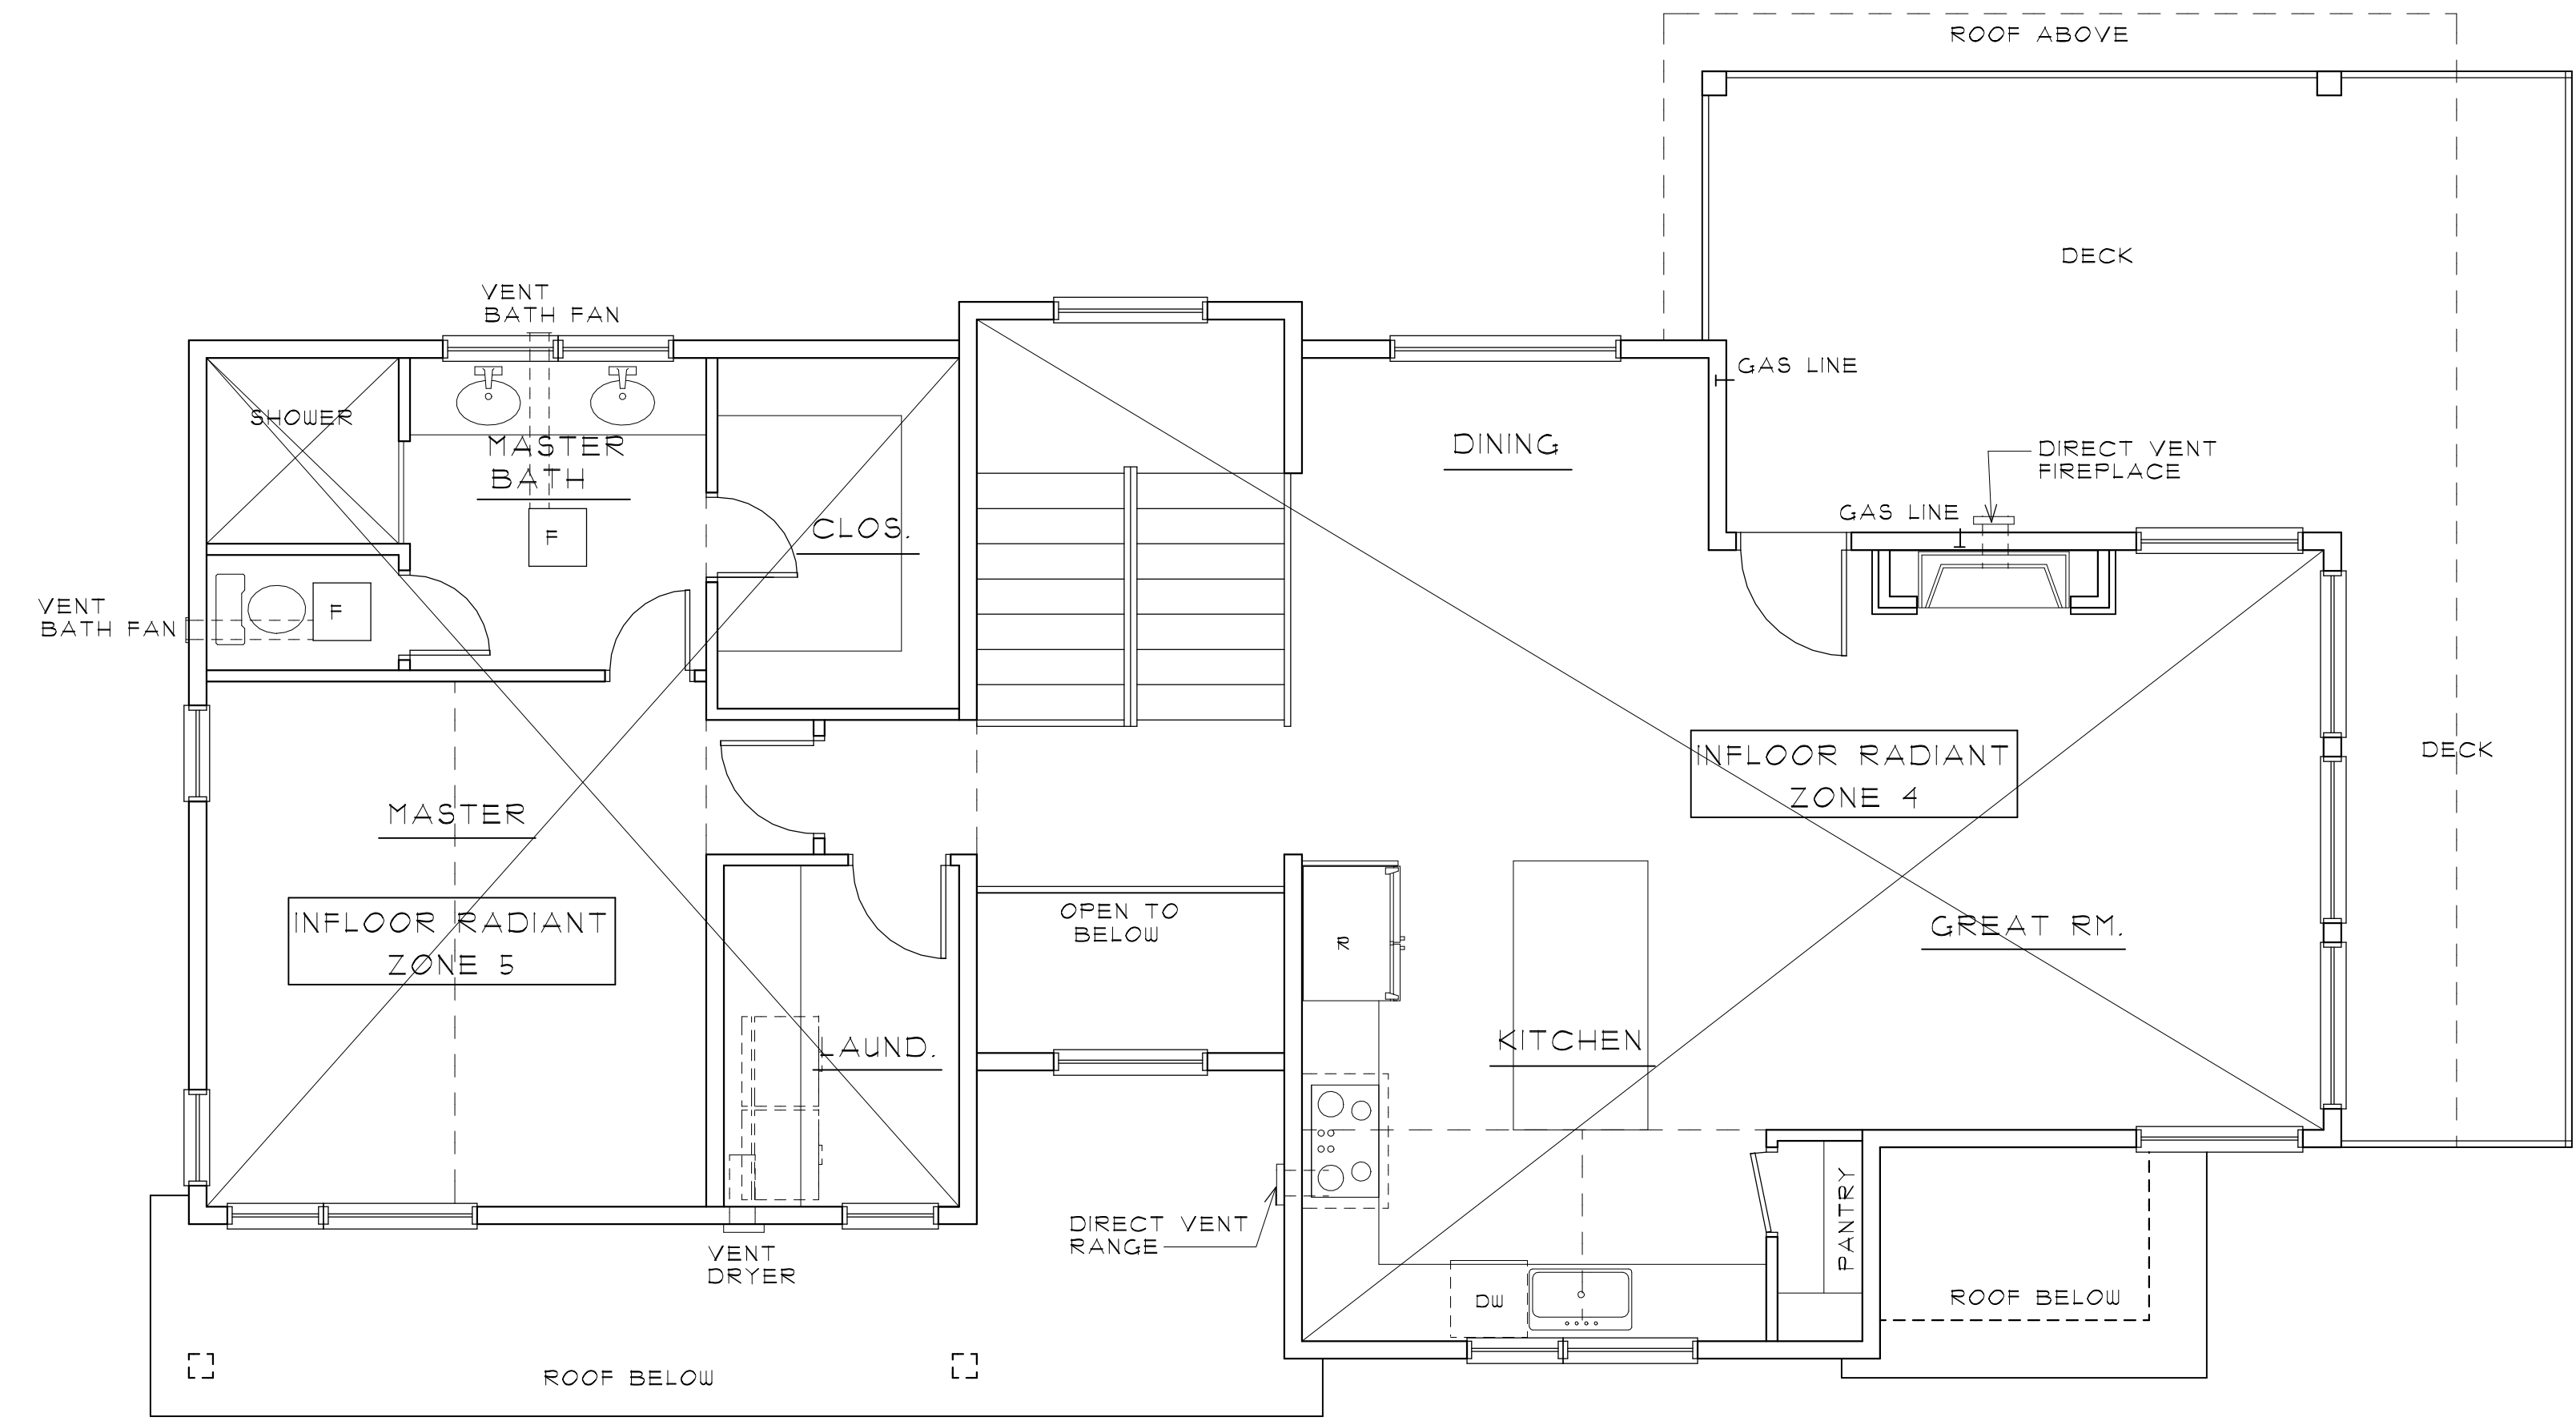 ROOF ABOVE
DECK
VENT
BATH FAN
GAS LINE
SHOWER
MASTER
BATH
DINING
DIRECT VENT
FIREPLACE
GAS LINE
CLOS.
F
VENT
BATH FAN
F
INFLOOR RADIANT
ZONE 4
DECK
MASTER
INFLOOR RADIANT
ZONE 5
OPEN TO
BELOW
R
GREAT RM.
LAUND.
KITCHEN
PANTRY
DIRECT VENT
RANGE
VENT
DRYER
DW
ROOF BELOW
ROOF BELOW